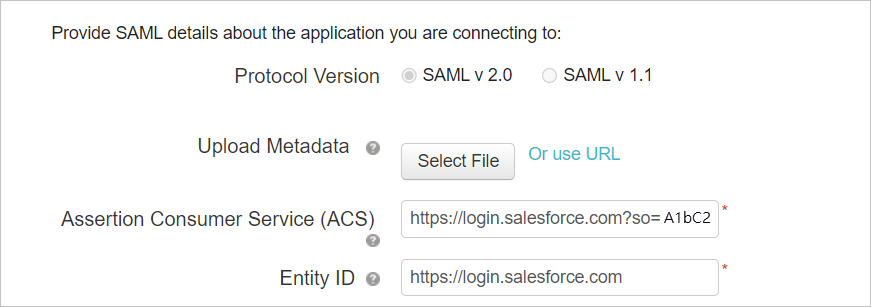 Provide SAML details about the application you are connecting to:
Protocol Version SAML v 2.0 SAML v 1.1
Upload Metadata ? Select File Or use URL
Assertion Consumer Service (ACS) https://login.salesforce.com?so= A1bC2 *
?
Entity ID ? https://login.salesforce.com *